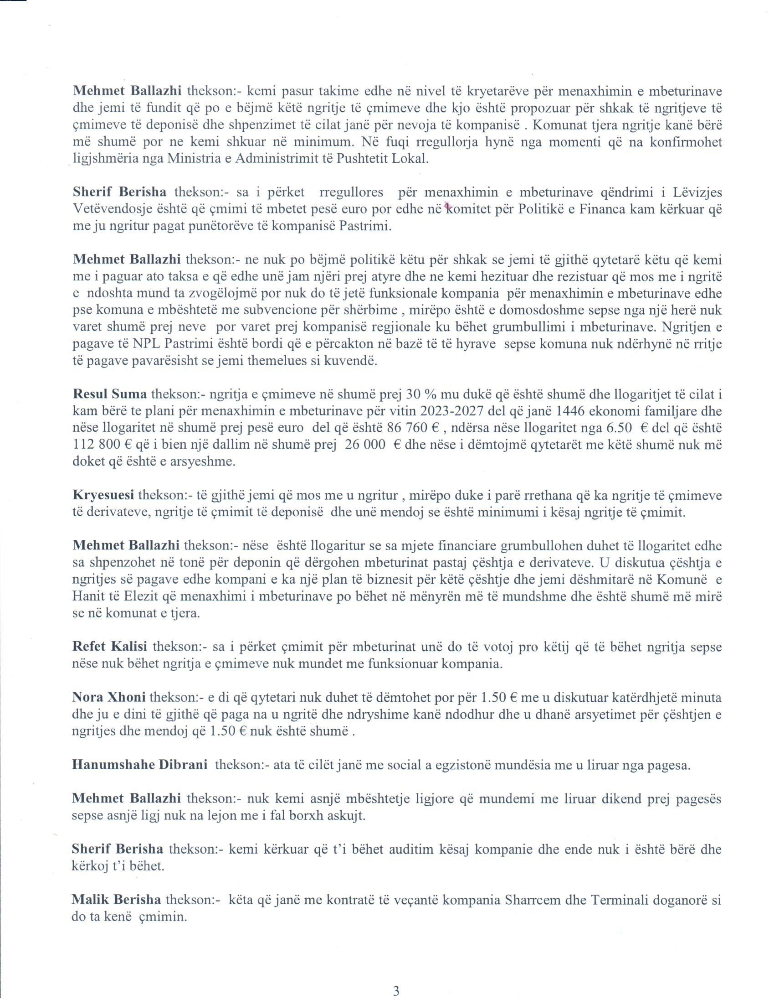 Mehmet Ballazhi thekson:- kemi pasur takime edhe në nivel të kryetarëve për menaxhimin e mbeturinave
dhe jemi të fundit që po e bëjmë këtë ngritje të çmimeve dhe kjo është propozuar për shkak të ngritjeve të
çmimeve të deponisë dhe shpenzimet të cilat janë për nevoja të kompanisë . Komunat tjera ngritje kanë bërë
më shumë por ne kemi shkuar në minimum. Në fuqi rregullorja hynë nga momenti që na konfirmohet
ligjshmëria nga Ministria e Administrimit të Pushtetit Lokal.
Sherif Berisha thekson:- sa i përket rregullores për menaxhimin e mbeturinave qëndrimi i Lëvizjes
Vetëvendosje është që çmimi të mbetet pesë euro por edhe në komitet për Politikë e Financa kam kërkuar që
me ju ngritur pagat punëtorëve të kompanisë Pastrimi.
Mehmet Ballazhi thekson:- ne nuk po bëjmë politikë këtu për shkak se jemi të gjithë qytetarë këtu që kemi
me i paguar ato taksa e që edhe unë jam njëri prej atyre dhe ne kemi hezituar dhe rezistuar që mos me i ngritë
e ndoshta mund ta zvogëlojmë por nuk do të jetë funksionale kompania për menaxhimin e mbeturinave edhe
pse komuna e mbështetë me subvencione për shërbime , mirëpo është e domosdoshme sepse nga një herë nuk
varet shumë prej neve por varet prej kompanisë regjionale ku bëhet grumbullimi i mbeturinave. Ngritjen e
pagave të NPL Pastrimi është bordi që e përcakton në bazë të të hyrave sepse komuna nuk ndërhynë në rritje
të pagave pavarësisht se jemi themelues si kuvendë.
Resul Suma thekson:- ngritja e çmimeve në shumë prej 30 % mu dukë që është shumë dhe llogaritjet të cilat i
kam bërë te plani për menaxhimin e mbeturinave për vitin 2023-2027 del që janë 1446 ekonomi familjare dhe
nëse llogaritet në shumë prej pesë euro del që është 86 760 € , ndërsa nëse llogaritet nga 6.50 € del që është
112 800 € që i bien një dallim në shumë prej 26 000 € dhe nëse i dëmtojmë qytetarët me këtë shumë nuk më
doket që është e arsyeshme.
Kryesuesi thekson:- të gjithë jemi që mos me u ngritur , mirëpo duke i parë rrethana që ka ngritje të çmimeve
të derivateve, ngritje të çmimit të deponisë dhe unë mendoj se është minimumi i kësaj ngritje të çmimit.
Mehmet Ballazhi thekson:- nëse është llogaritur se sa mjete financiare grumbullohen duhet të llogaritet edhe
sa shpenzohet në tonë për deponin që dërgohen mbeturinat pastaj çështja e derivateve. U diskutua çështja e
ngritjes së pagave edhe kompani e ka një plan të biznesit për këtë çështje dhe jemi dëshmitarë në Komunë e
Hanit të Elezit që menaxhimi i mbeturinave po bëhet në mënyrën më të mundshme dhe është shumë më mirë
se në komunat e tjera.
Refet Kalisi thekson:- sa i përket çmimit për mbeturinat unë do të votoj pro këtij që të bëhet ngritja sepse
nëse nuk bëhet ngritja e çmimeve nuk mundet me funksionuar kompania.
Nora Xhoni thekson:- e di që qytetari nuk duhet të dëmtohet por për 1.50 € me u diskutuar katërdhjetë minuta
dhe ju e dini të gjithë që paga na u ngritë dhe ndryshime kanë ndodhur dhe u dhanë arsyetimet për çështjen e
ngritjes dhe mendoj që 1.50 € nuk është shumë .
Hanumshahe Dibrani thekson:- ata të cilët janë me social a egzistonë mundësia me u liruar nga pagesa.
Mehmet Ballazhi thekson:- nuk kemi asnjë mbështetje ligjore që mundemi me liruar dikend prej pagesës
sepse asnjë ligj nuk na lejon me i fal borxh askujt.
Sherif Berisha thekson:- kemi kërkuar që t’i bëhet auditim kësaj kompanie dhe ende nuk i është bërë dhe
kërkoj t’i bëhet.
Malik Berisha thekson:- këta që janë me kontratë të veçantë kompania Sharrcem dhe Terminali doganorë si
do ta kenë çmimin.
3